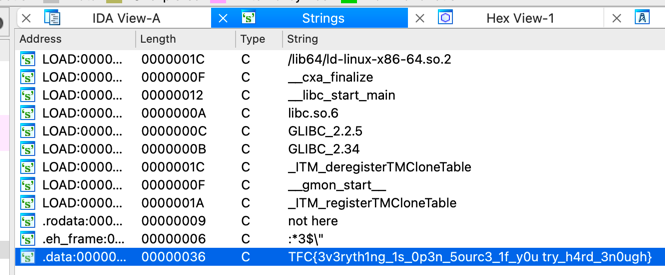 IDA View-A Strings Hex View-1
Address Length Type String
LOAD:0000... 0000001C C /lib64/ld-linux-x86-64.so.2
LOAD:0000... 0000000F C __cxa_finalize
LOAD:0000... 00000012 C __libc_start_main
LOAD:0000... 0000000A C libc.so.6
LOAD:0000... 0000000C C GLIBC_2.2.5
LOAD:0000... 0000000B C GLIBC_2.34
LOAD:0000... 0000001C C _ITM_deregisterTMCloneTable
LOAD:0000... 0000000F C __gmon_start__
LOAD:0000... 0000001A C _ITM_registerTMCloneTable
.rodata:000... 00000009 C not here
.eh_frame:0... 00000006 C :*3$\"
.data:00000... 00000036 C TFC{3v3ryth1ng_1s_0p3n_5ourc3_1f_y0u try_h4rd_3n0ugh}